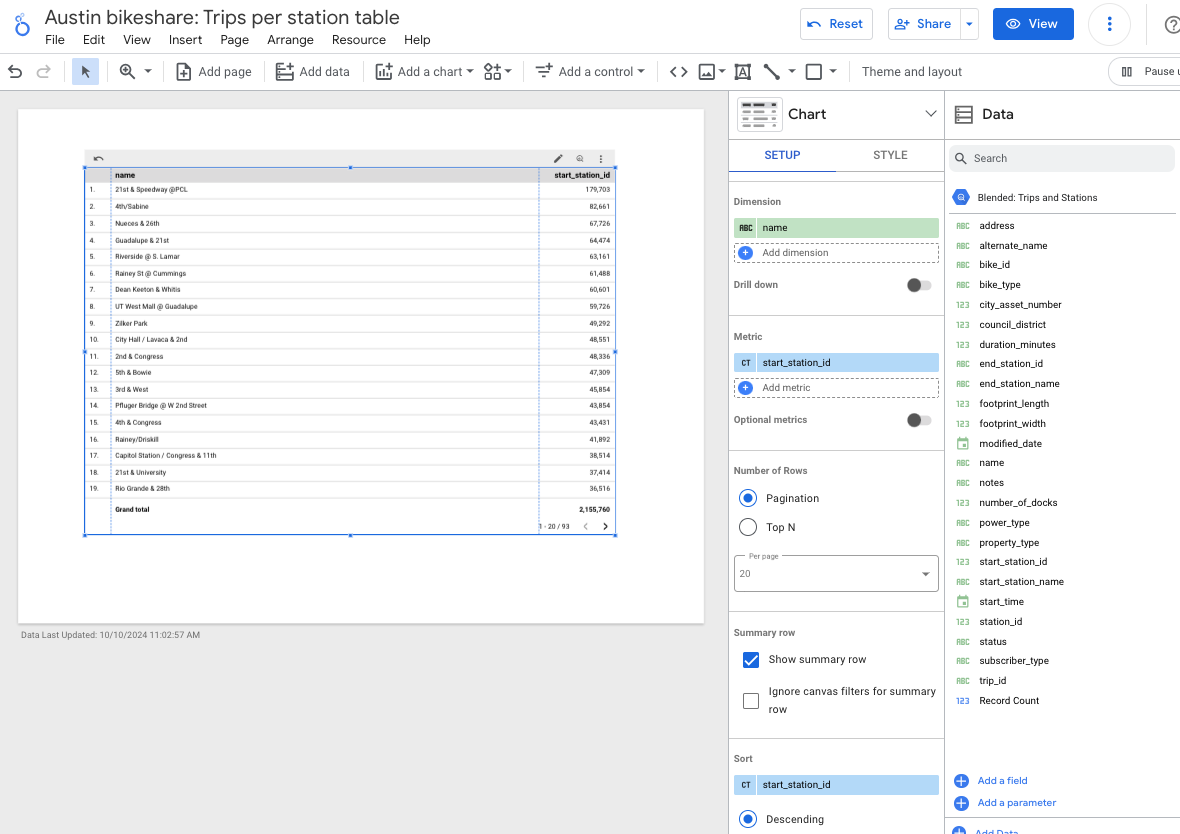 Austin bikeshare: Trips per station table
File Edit View Insert Page Arrange Resource Help
Reset
Share
View
Add page
Add data
Add a chart
Add a control
Theme and layout
Pause u
name start_station_id
1. 21st & Speedway @PCL 179,703
2. 4th/Sabine 82,661
3. Nueces & 26th 67,726
4. Guadalupe & 21st 64,474
5. Riverside @ S. Lamar 63,161
6. Rainey St @ Cummings 61,488
7. Dean Keeton & Whitis 60,601
8. UT West Mall @ Guadalupe 59,726
9. Zilker Park 49,292
10. City Hall / Lavaca & 2nd 48,551
11. 2nd & Congress 48,336
12. 5th & Bowie 47,309
13. 3rd & West 45,854
14. Pfluger Bridge @ W 2nd Street 43,854
15. 4th & Congress 43,431
16. Rainey/Driskill 41,892
17. Capitol Station / Congress & 11th 38,514
18. 21st & University 37,414
19. Rio Grande & 28th 36,516
Grand total 2,155,760
1 - 20 / 93
Data Last Updated: 10/10/2024 11:02:57 AM
Chart
SETUP STYLE
Dimension
ABC name
Add dimension
Drill down
Metric
CT start_station_id
Add metric
Optional metrics
Number of Rows
Pagination
Top N
Per page
20
Summary row
Show summary row
Ignore canvas filters for summary
row
Sort
CT start_station_id
Descending
Data
Search
Blended: Trips and Stations
ABC address
ABC alternate_name
ABC bike_id
ABC bike_type
123 city_asset_number
123 council_district
123 duration_minutes
ABC end_station_id
ABC end_station_name
123 footprint_length
123 footprint_width
modified_date
ABC name
ABC notes
123 number_of_docks
ABC power_type
ABC property_type
123 start_station_id
ABC start_station_name
start_time
123 station_id
ABC status
ABC subscriber_type
ABC trip_id
123 Record Count
Add a field
Add a parameter
Add Data